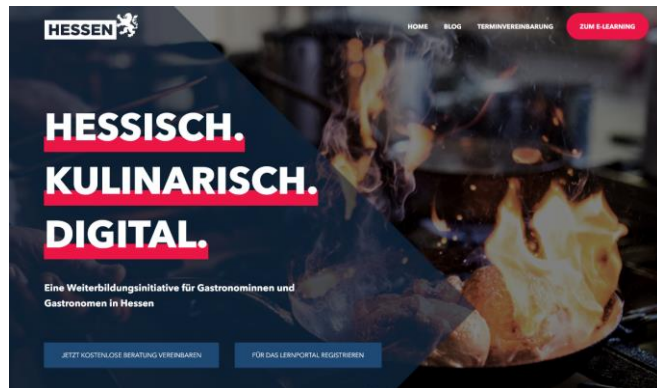 HESSEN
HOME BLOG TERMINVEREINBARUNG ZUM E-LEARNING
HESSISCH.
KULINARISCH.
DIGITAL.
Eine Weiterbildungsinitiative für Gastronominnen und
Gastronomen in Hessen
JETZT KOSTENLOSE BERATUNG VEREINBAREN
FÜR DAS LERNPORTAL REGISTRIEREN